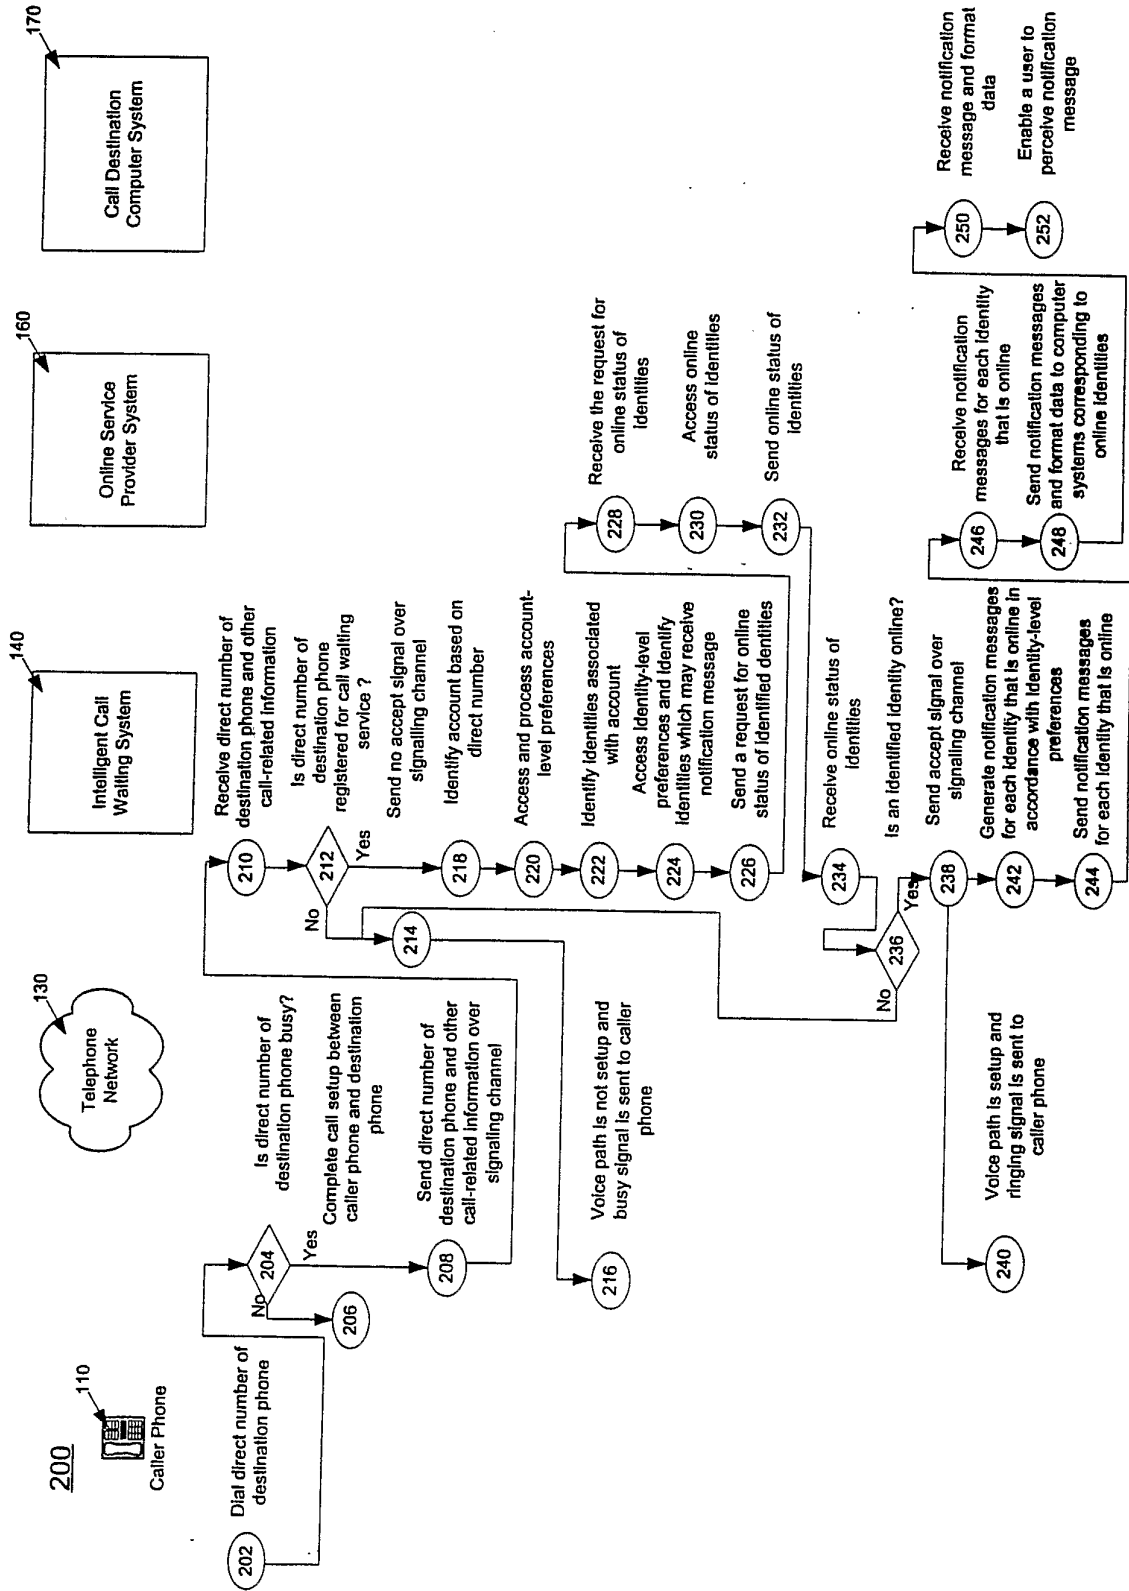 200
110
Caller Phone
130
Telephone
Network
140
Intelligent Call
Waiting System
160
Online Service
Provider System
170
Call Destination
Computer System
202
Dial direct number of
destination phone
204
Is direct number of
destination phone busy?
No
Yes
206
Complete call setup between
caller phone and destination
phone
208
Send direct number of
destination phone and other
call-related information over
signaling channel
210
Receive direct number of
destination phone and other
call-related information
212
Is direct number of
destination phone
registered for call waiting
service ?
No
Yes
214
Send no accept signal over
signalling channel
216
Voice path is not setup and
busy signal is sent to caller
phone
218
Identify account based on
direct number
220
Access and process account-
level preferences
222
Identify identities associated
with account
224
Access identity-level
preferences and identify
identities which may receive
notification message
226
Send a request for online
status of identified dentities
228
Receive the request for
online status of
identities
230
Access online
status of identities
232
Send online status of
identities
234
Receive online status of
identities
236
Is an identified identity online?
No
Yes
238
Send accept signal over
signaling channel
240
Voice path is setup and
ringing signal is sent to
caller phone
242
Generate notification messages
for each identity that is online in
accordance with identity-level
preferences
244
Send notification messages
for each identity that is online
246
Receive notification
messages for each identity
that is online
248
Send notification messages
and format data to computer
systems corresponding to
online identities
250
Receive notification
message and format
data
252
Enable a user to
perceive notification
message